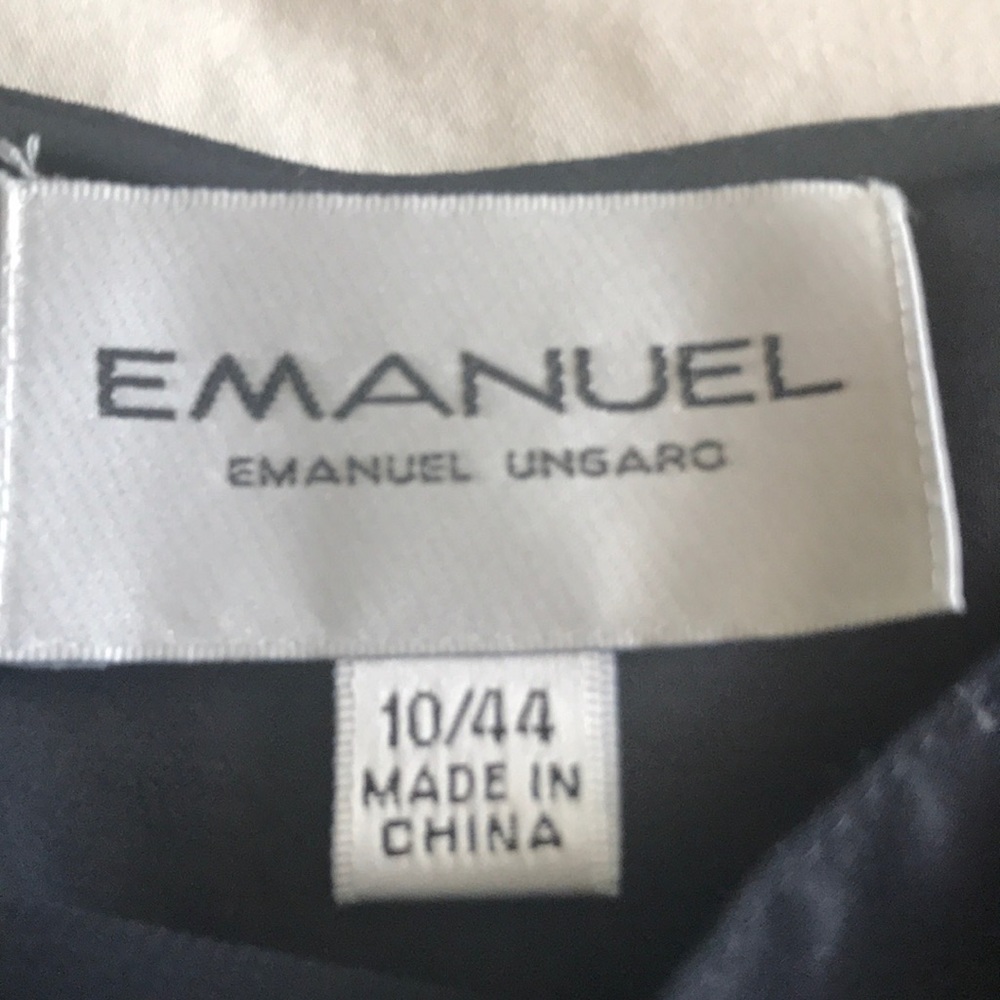 EMANUEL
EMANUEL UNGARO
10/44
MADE IN
CHINA